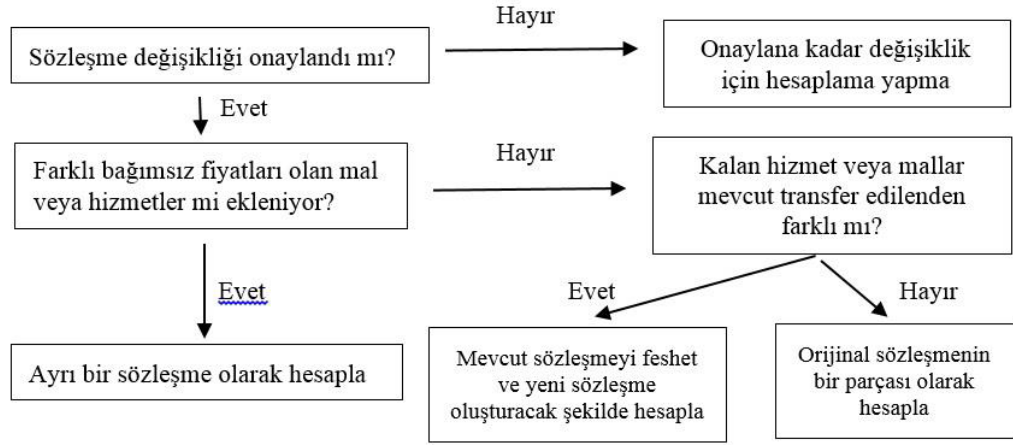 Hayır
Sözleşme değişikliği onaylandı mı?
Onaylana kadar değişiklik
için hesaplama yapma
Evet
Farklı bağımsız fiyatları olan mal
veya hizmetler mi ekleniyor?
Hayır
Kalan hizmet veya mallar
mevcut transfer edilenden
farklı mı?
Evet
Evet
Hayır
Ayrı bir sözleşme olarak hesapla
Mevcut sözleşmeyi feshet
ve yeni sözleşme
oluşturacak şekilde hesapla
Orijinal sözleşmenin
bir parçası olarak
hesapla